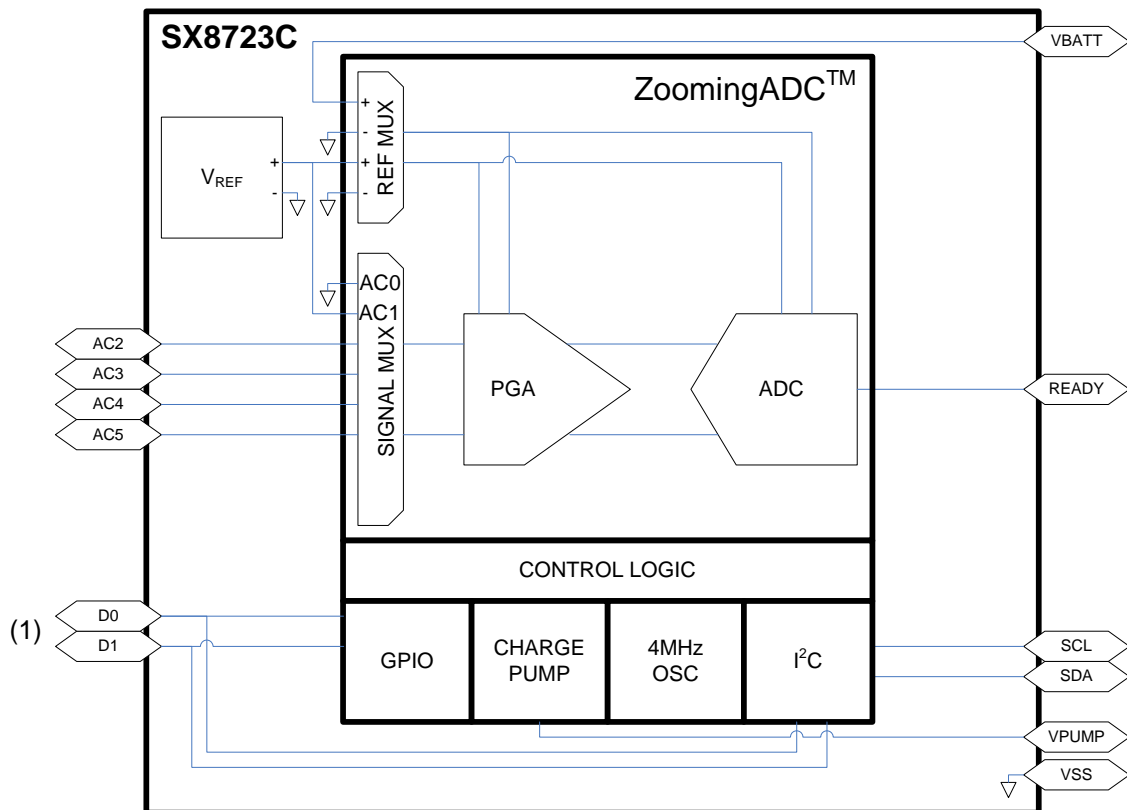 SX8723C
VBATT
ZoomingADC™
+
-
+
-
REF MUX
VREF
+
-
AC0
AC1
SIGNAL MUX
AC2
AC3
AC4
AC5
PGA
ADC
READY
CONTROL LOGIC
(1)
D0
D1
GPIO
CHARGE
PUMP
4MHz
OSC
I²C
SCL
SDA
VPUMP
VSS